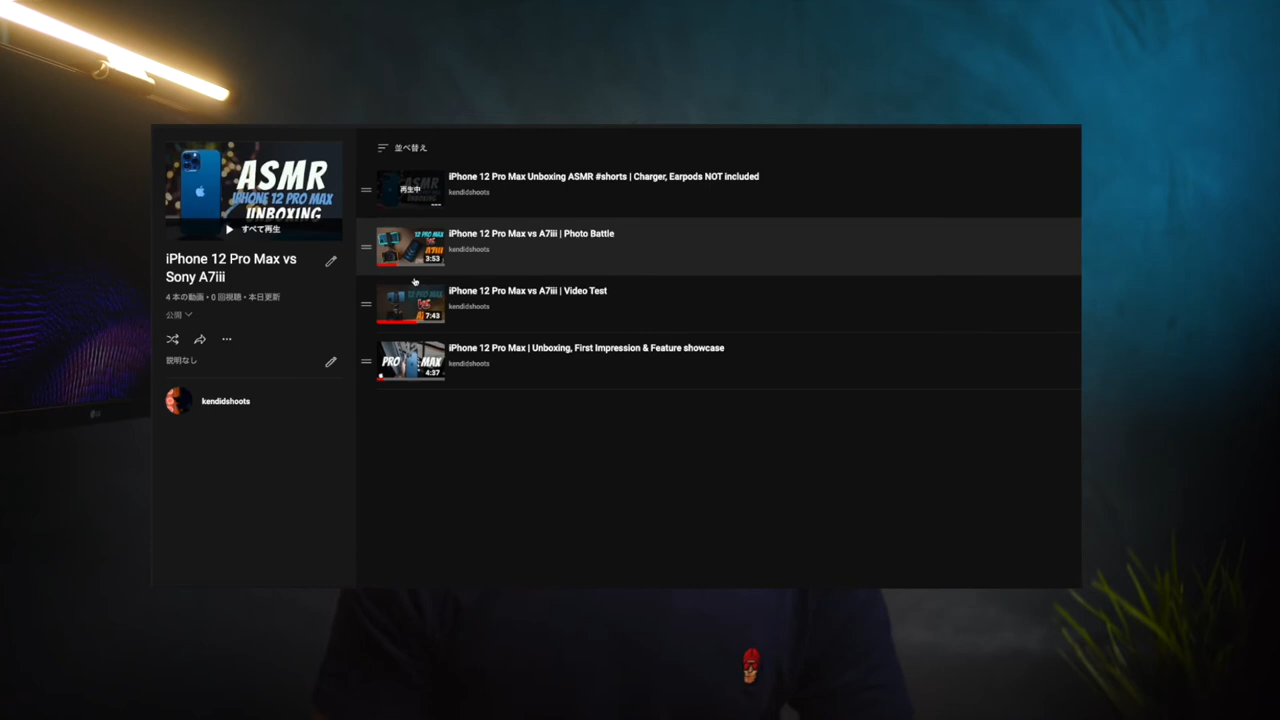 ASMR
IPHONE 12 PRO MAX
UNBOXING
すべて再生
iPhone 12 Pro Max vs
Sony A7iii
4 本の動画・0 回視聴・本日更新
公開
説明なし
kendidshoots
並べ替え
再生中
iPhone 12 Pro Max Unboxing ASMR #shorts | Charger, Earpods NOT included
kendidshoots
12 PRO MAX
A7III
3:53
iPhone 12 Pro Max vs A7iii | Photo Battle
kendidshoots
12 PRO MAX
7:43
iPhone 12 Pro Max vs A7iii | Video Test
kendidshoots
PRO MAX
4:37
iPhone 12 Pro Max | Unboxing, First Impression & Feature showcase
kendidshoots
LG